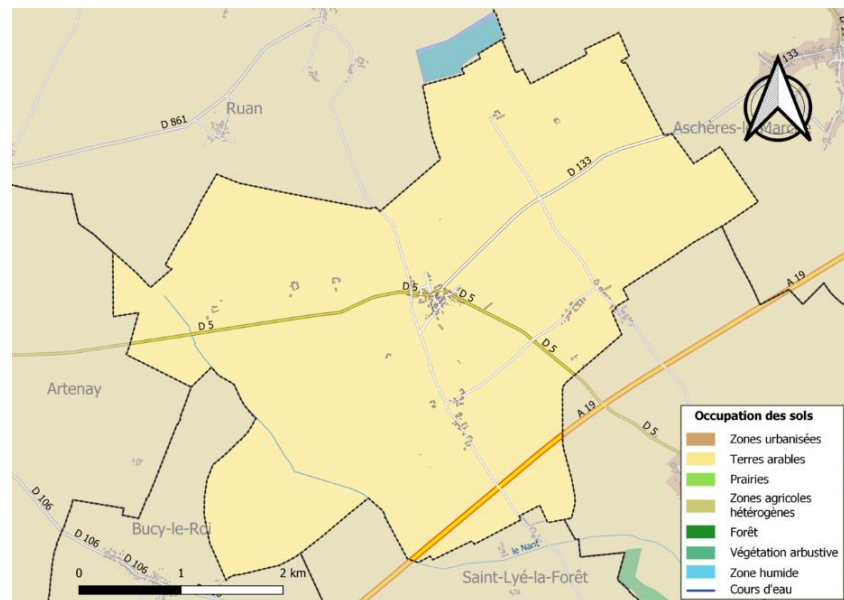 133
Ruan
D 861
Aschères-le-Marché
D 133
A 19
D 5
D 5
D 5
D 5
Artenay
A 19
D 5
Occupation des sols
Zones urbanisées
Terres arables
Prairies
Zones agricoles
hétérogènes
Forêt
Végétation arbustive
Zone humide
Cours d'eau
D 106
Bucy-le-Roi
D 106
D 106
le Nant
Saint-Lyé-la-Forêt
0 1 2 km